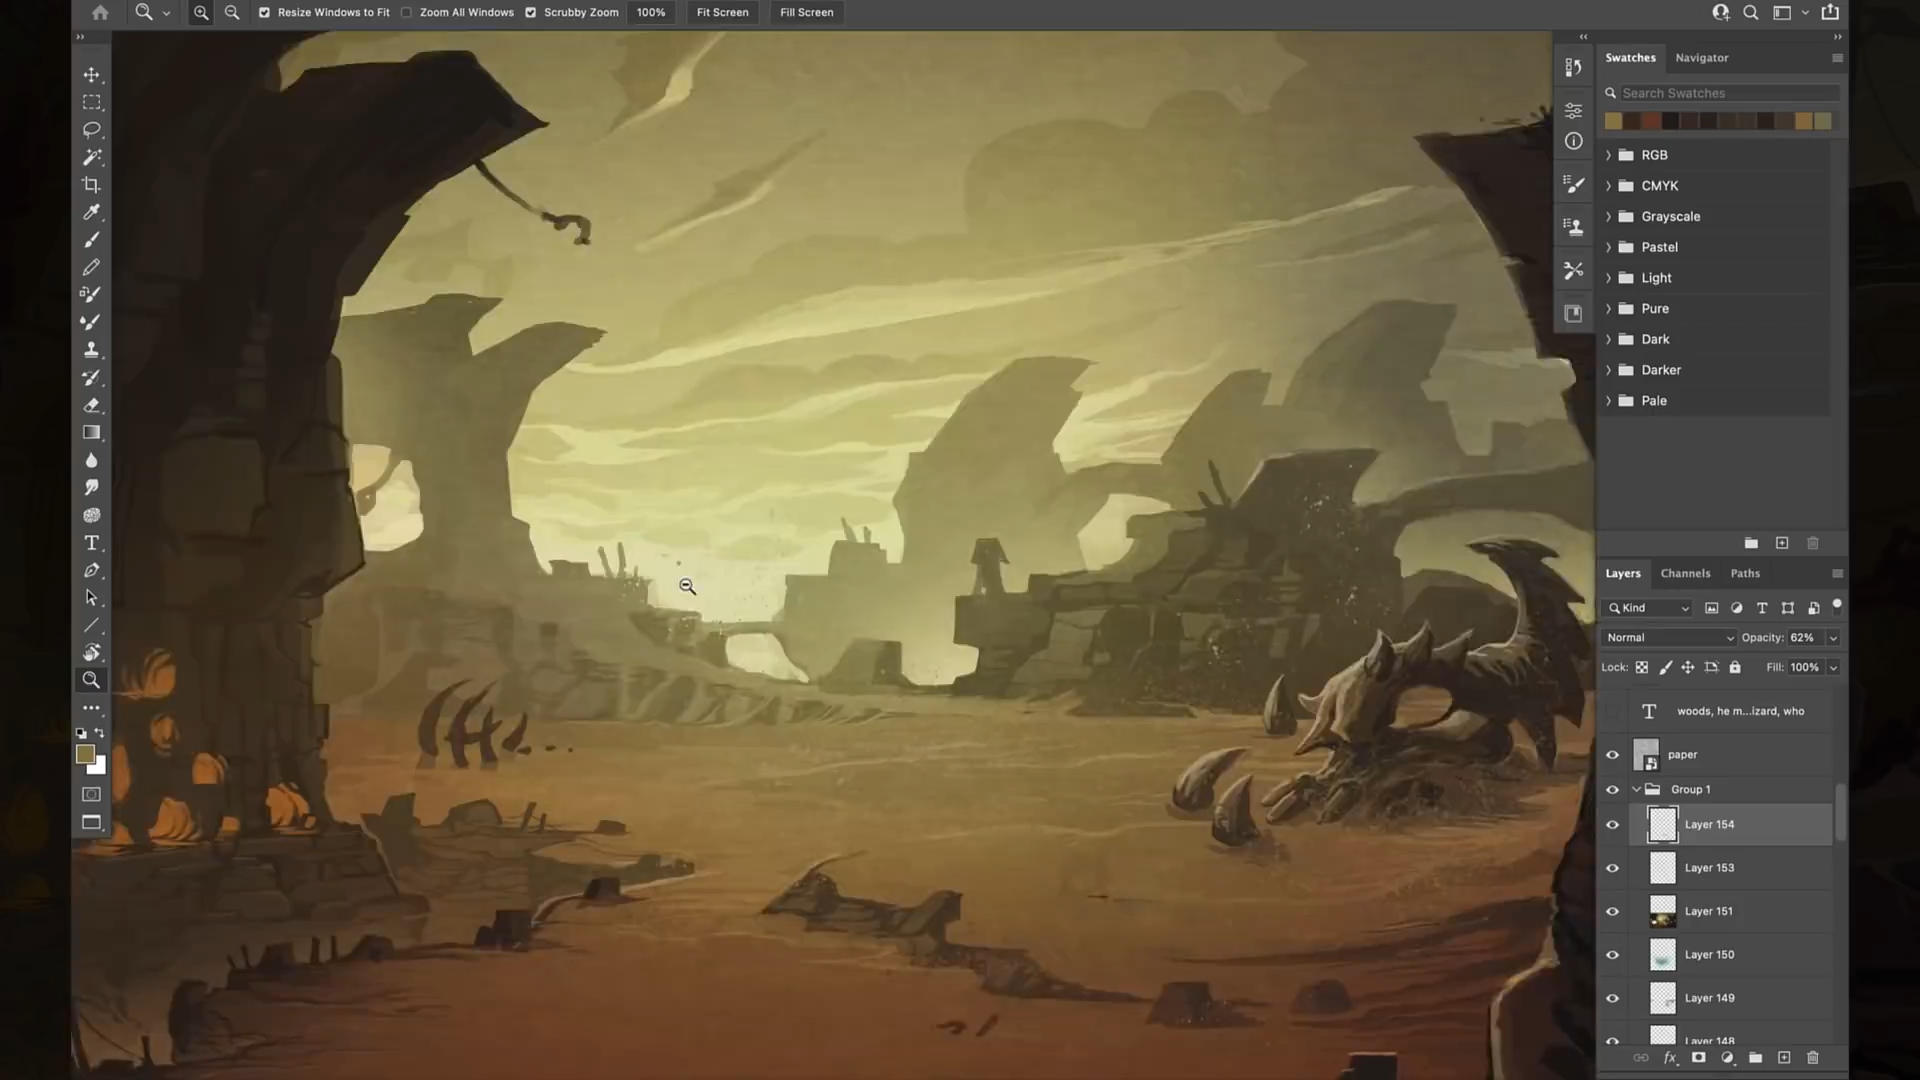 Resize Windows to Fit Zoom All Windows Scrubby Zoom 100% Fit Screen Fill Screen
Swatches Navigator
Search Swatches
RGB
CMYK
Grayscale
Pastel
Light
Pure
Dark
Darker
Pale
Layers Channels Paths
Kind
Normal Opacity: 62%
Lock: Fill: 100%
woods, he m...izard, who
paper
Group 1
Layer 154
Layer 153
Layer 151
Layer 150
Layer 149
Layer 148